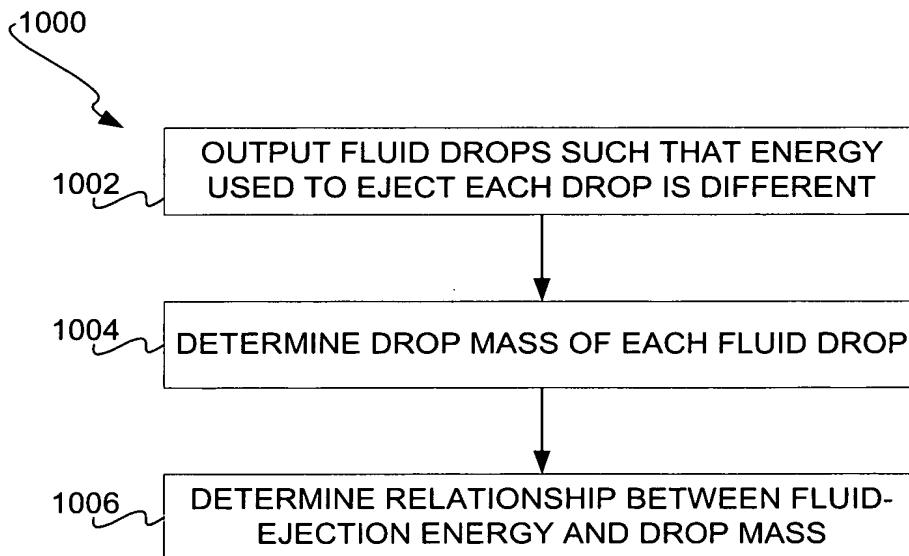 1000
OUTPUT FLUID DROPS SUCH THAT ENERGY
USED TO EJECT EACH DROP IS DIFFERENT
1002
1004
DETERMINE DROP MASS OF EACH FLUID DROP
DETERMINE RELATIONSHIP BETWEEN FLUID-
EJECTION ENERGY AND DROP MASS
1006